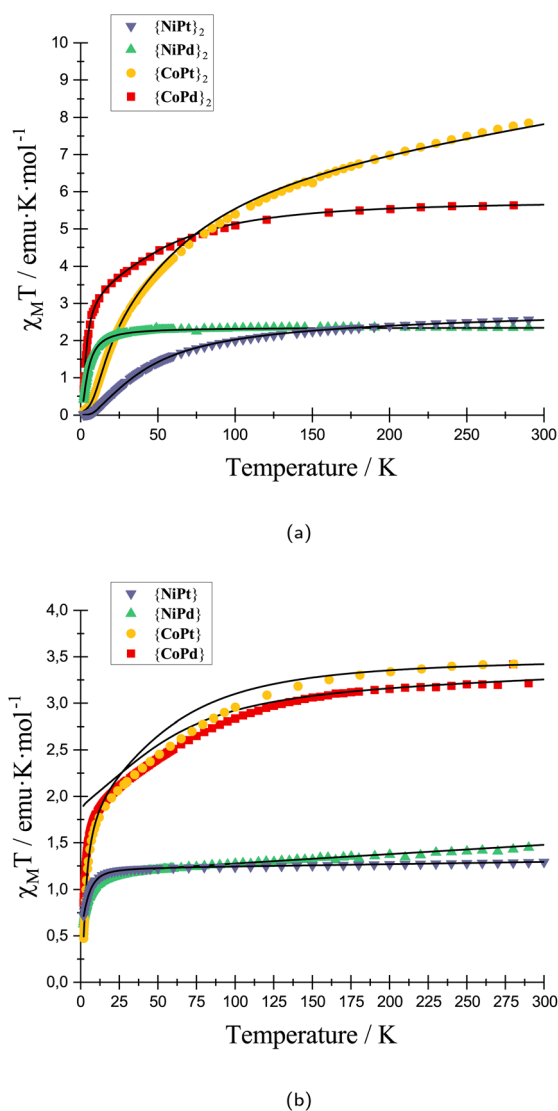 {NiPt}₂
{NiPd}₂
{CoPt}₂
{CoPd}₂
10
9
8
7
6
5
4
3
2
1
0
χMT / emu·K·mol⁻¹
0 50 100 150 200 250 300
Temperature / K
(a)
{NiPt}
{NiPd}
{CoPt}
{CoPd}
4,0
3,5
3,0
2,5
2,0
1,5
1,0
0,5
0,0
χMT / emu·K·mol⁻¹
0 25 50 75 100 125 150 175 200 225 250 275 300
Temperature / K
(b)